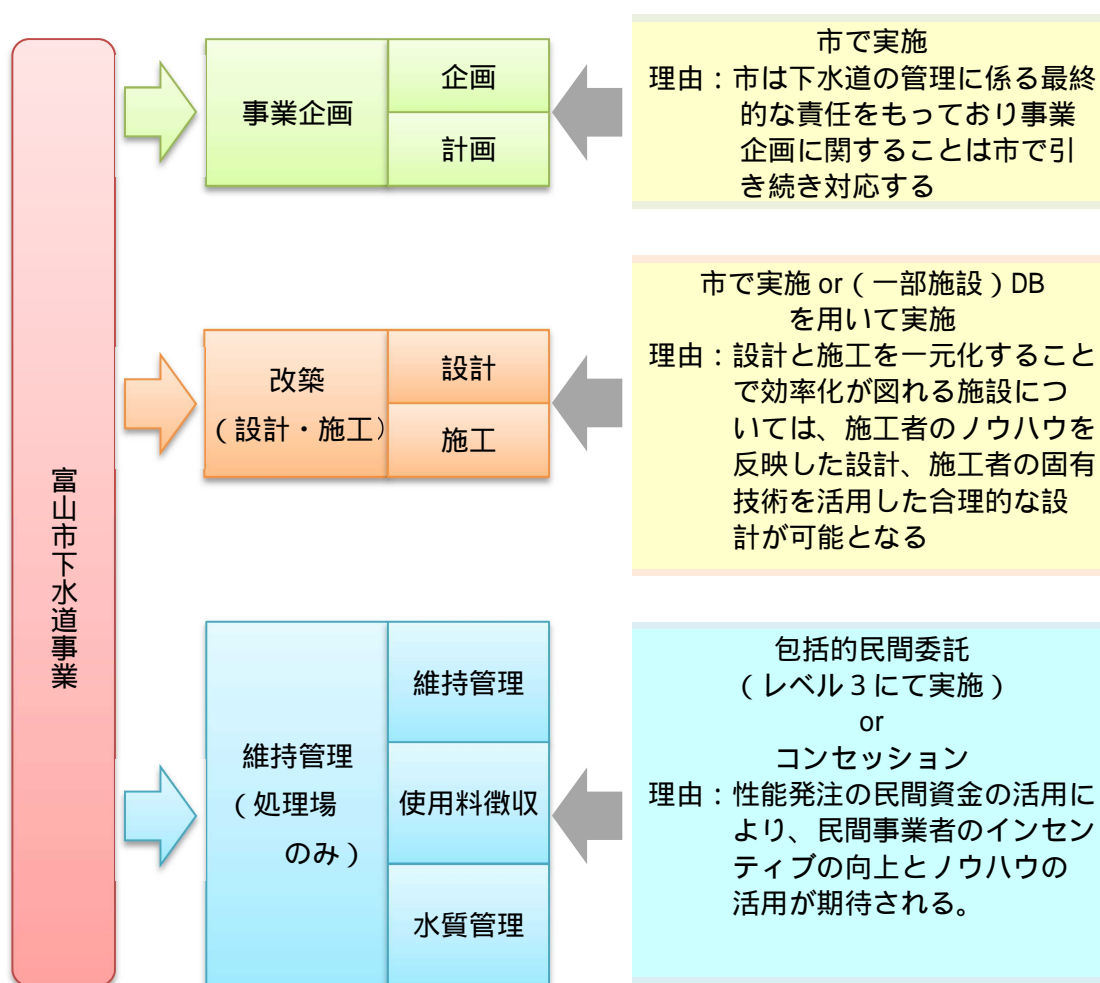 富山市下水道事業
事業企画
企画
計画
市で実施
理由：市は下水道の管理に係る最終
的な責任をもっており事業
企画に関することは市で引
き続き対応する
改築
（設計・施工）
設計
施工
市で実施 or（一部施設）DB
を用いて実施
理由：設計と施工を一元化すること
で効率化が図れる施設につ
いては、施工者のノウハウを
反映した設計、施工者の固有
技術を活用した合理的な設
計が可能となる
維持管理
（処理場
のみ）
維持管理
使用料徴収
水質管理
包括的民間委託
（レベル３にて実施）
or
コンセッション
理由：性能発注の民間資金の活用に
より、民間事業者のインセン
ティブの向上とノウハウの
活用が期待される。